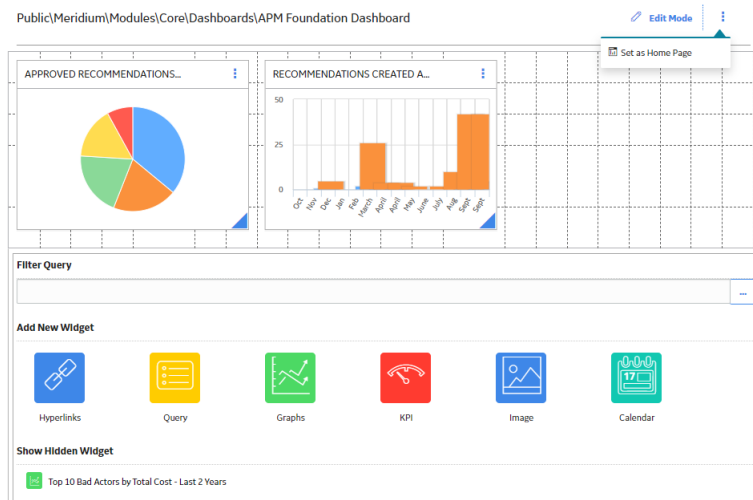 Public\Meridium\Modules\Core\Dashboards\APM Foundation Dashboard
Edit Mode
Set as Home Page
APPROVED RECOMMENDATIONS...
RECOMMENDATIONS CREATED A...
50
25
0
Oct Nov Dec Jan Feb March April April May June July Aug Sept Sept
Filter Query
...
Add New Widget
17
Hyperlinks Query Graphs KPI Image Calendar
Show Hidden Widget
Top 10 Bad Actors by Total Cost - Last 2 Years